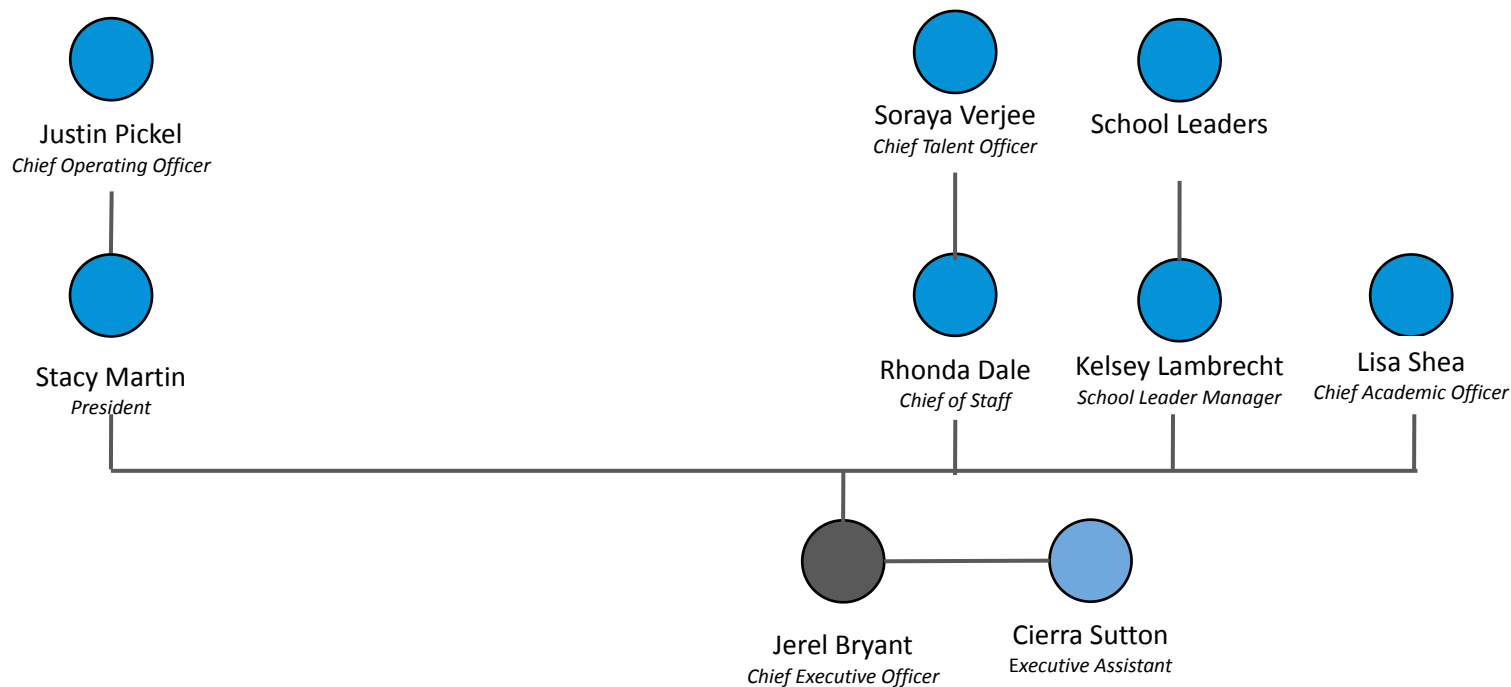 Justin Pickel
Chief Operating Officer
Soraya Verjee
Chief Talent Officer
School Leaders
Stacy Martin
President
Rhonda Dale
Chief of Staff
Kelsey Lambrecht
School Leader Manager
Lisa Shea
Chief Academic Officer
Jerel Bryant
Chief Executive Officer
Cierra Sutton
Executive Assistant